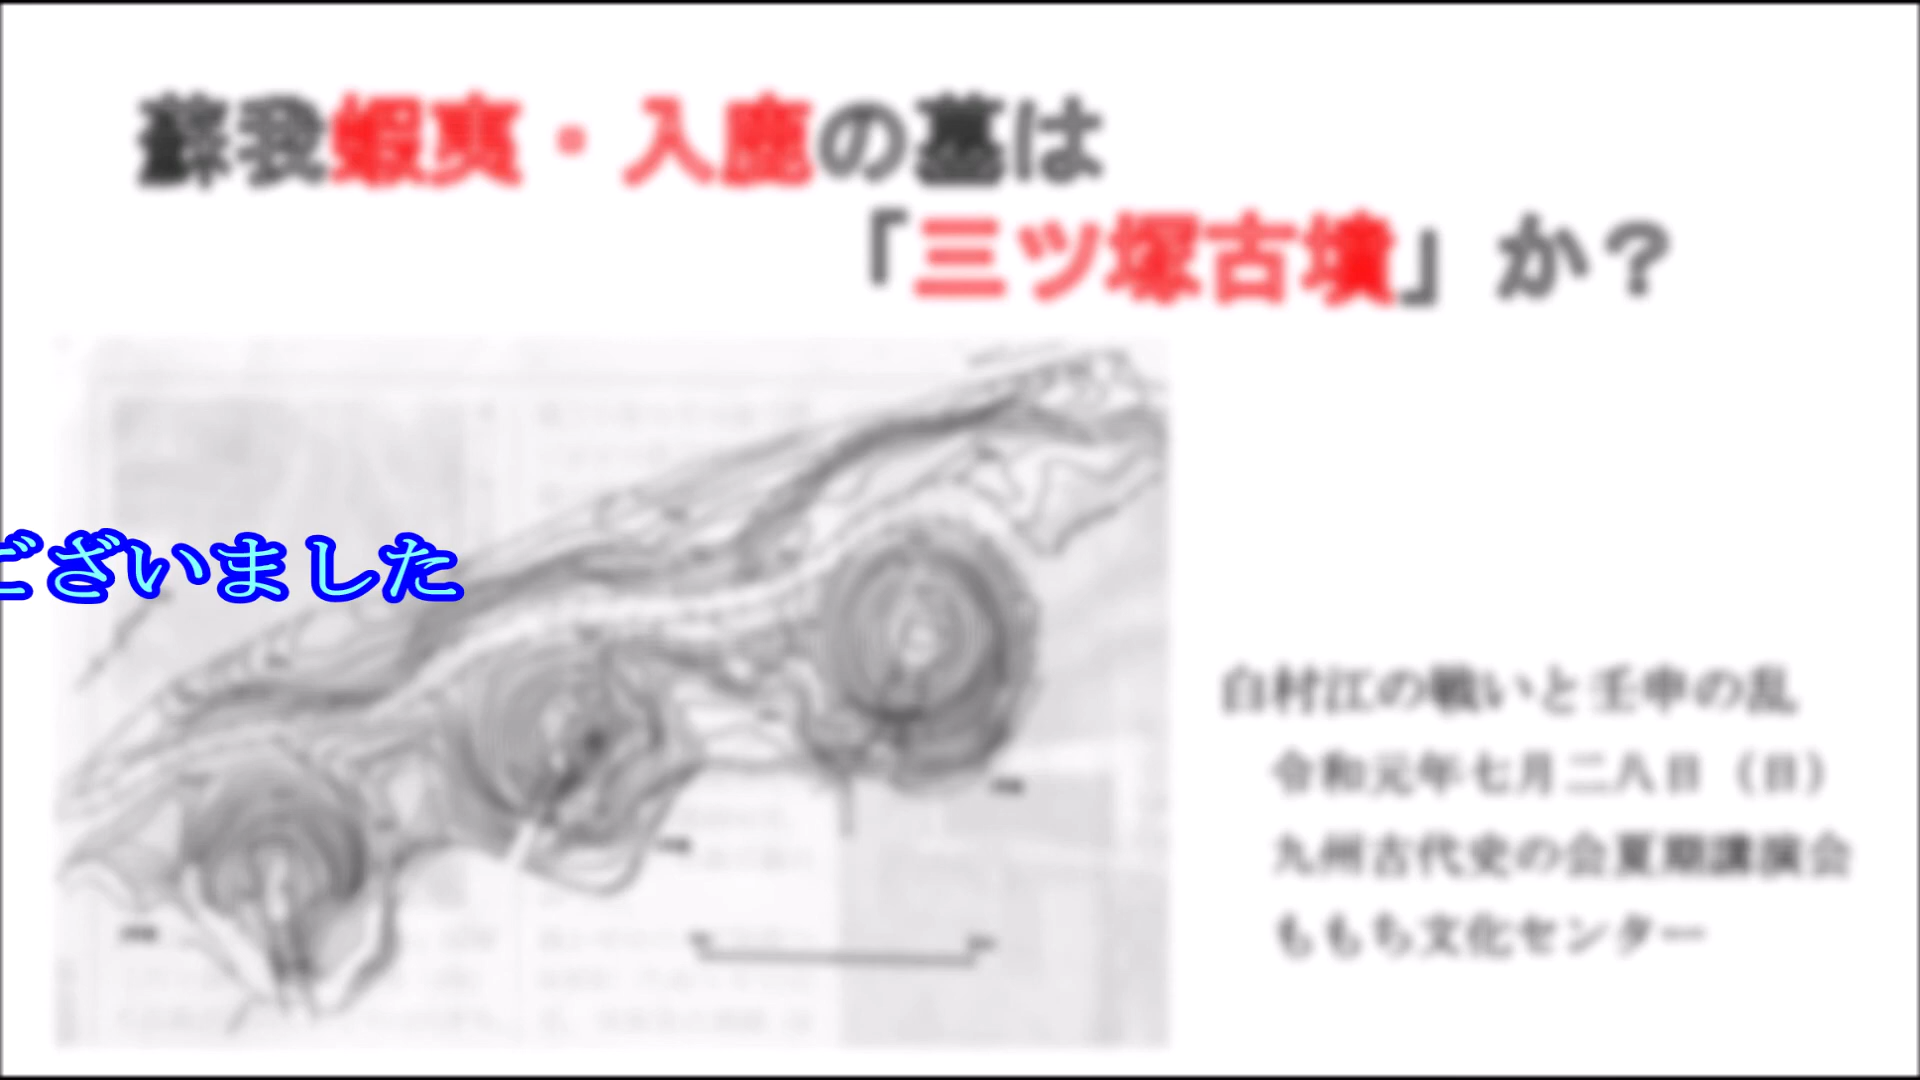 蘇我蝦夷・入鹿の墓は
「三ツ塚古墳」か？
ございました
白村江の戦いと壬申の乱
令和元年七月二八日（日）
九州古代史の会夏期講演会
ももち文化センター